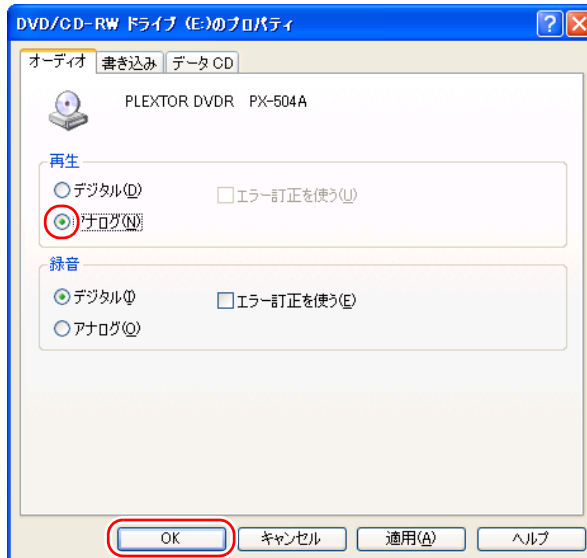 DVD/CD-RW ドライブ (E:)のプロパティ
オーディオ 書き込み データ CD
PLEXTOR DVDR PX-504A
再生
デジタル(D) エラー訂正を使う(U)
アナログ(N)
録音
デジタル(I) エラー訂正を使う(E)
アナログ(O)
OK キャンセル 適用(A) ヘルプ